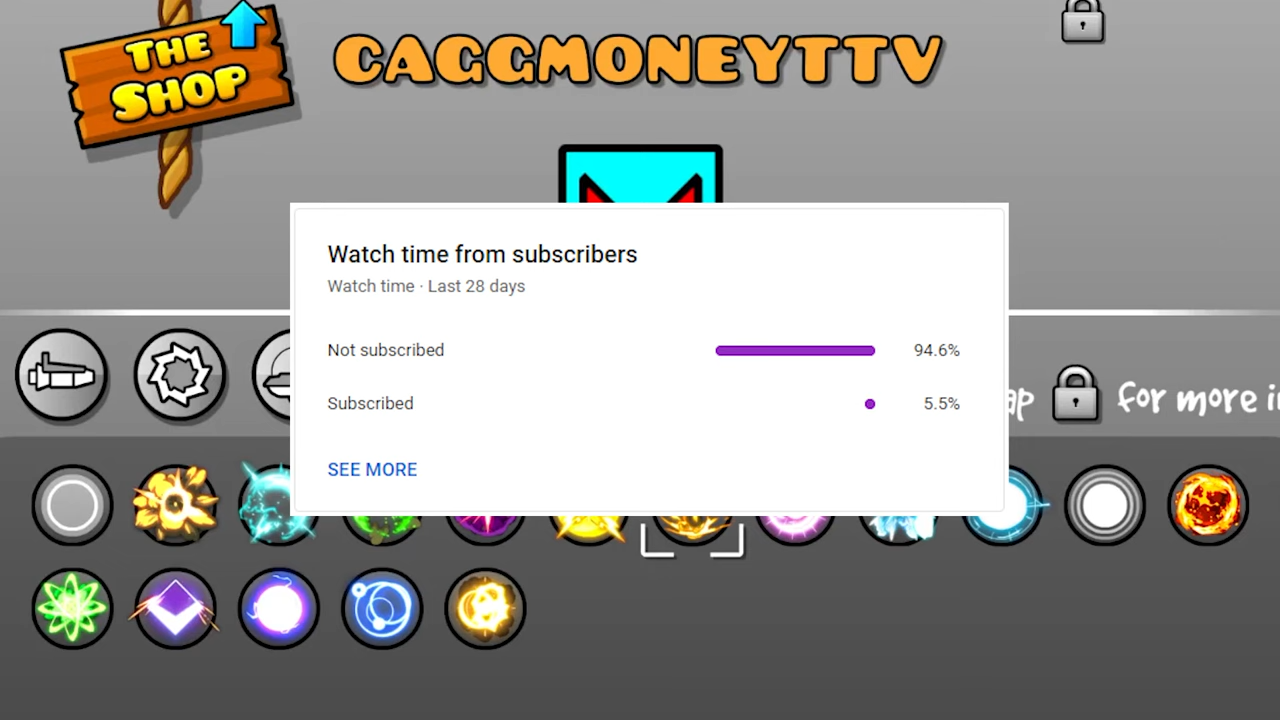 THE
SHOP
CAGGMONEYTTV
Watch time from subscribers
Watch time · Last 28 days
Not subscribed 94.6%
Subscribed 5.5%
SEE MORE
for more